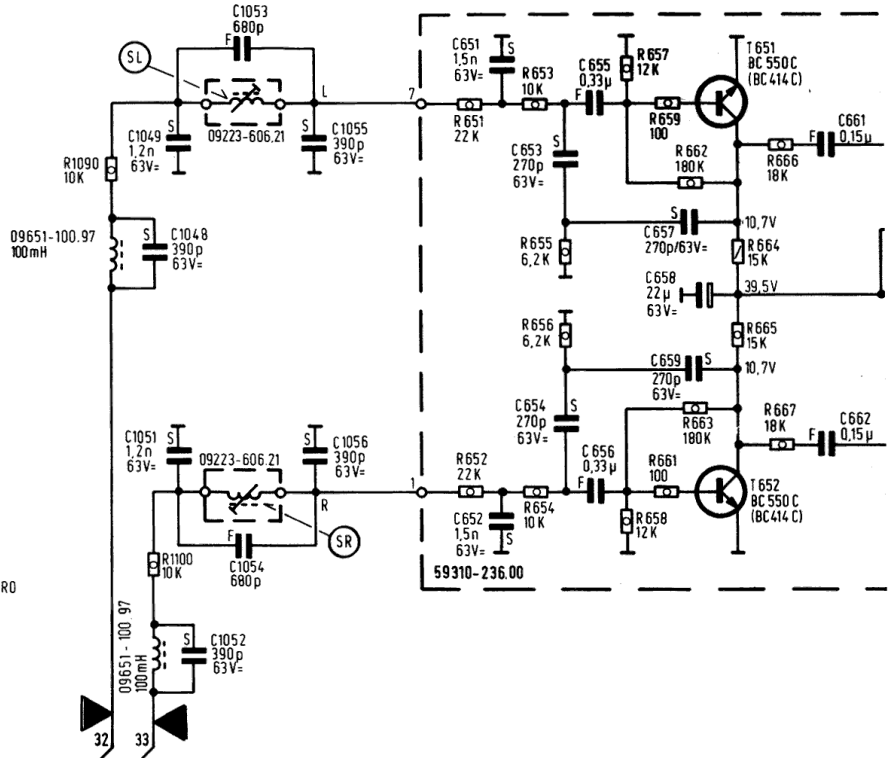 C1053
680p
F
SL
L
09223-606.21
S
C1049
1,2n
63V=
S
C1055
390p
63V=
R1090
10K
09651-100.97
100mH
S
C1048
390p
63V=
7
R651
22K
C651
1,5n
63V=
S
R653
10K
C655
0,33µ
F
R657
12K
R659
100
T651
BC 550C
(BC414C)
C653
270p
63V=
S
R662
180K
R666
18K
F
C661
0,15µ
S
C657
270p/63V=
10,7V
R655
6,2K
R664
15K
C658
22µ
63V=
39,5V
R656
6,2K
R665
15K
C659
270p
63V=
S
10,7V
C654
270p
63V=
S
R663
180K
R667
18K
F
C662
0,15µ
C1051
1,2n
63V=
S
09223-606.21
S
C1056
390p
63V=
R
SR
F
C1054
680p
1
R652
22K
C652
1,5n
63V=
S
R654
10K
C656
0,33µ
F
R661
100
R658
12K
T652
BC 550C
(BC414C)
59310-236.00
R1100
10K
RO
09651-100.97
100mH
S
C1052
390p
63V=
32
33